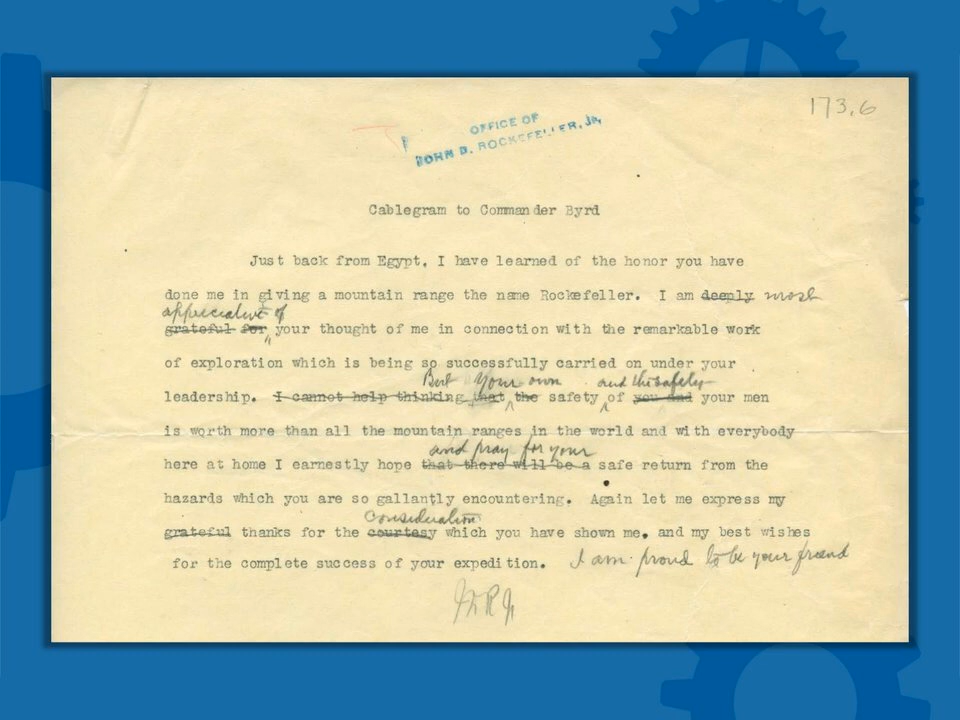 173.6
OFFICE OF
JOHN D. ROCKEFELLER, JR.
Cablegram to Commander Byrd
Just back from Egypt, I have learned of the honor you have
done me in giving a mountain range the name Rockefeller. I am deeply most
appreciative of
grateful for your thought of me in connection with the remarkable work
of exploration which is being so successfully carried on under your
But your own and the safety
leadership. I cannot help thinking that the safety of you and your men
is worth more than all the mountain ranges in the world and with everybody
and pray for your
here at home I earnestly hope that there will be a safe return from the
hazards which you are so gallantly encountering. Again let me express my
consideration
grateful thanks for the courtesy which you have shown me, and my best wishes
for the complete success of your expedition. I am proud to be your friend
JDR Jr